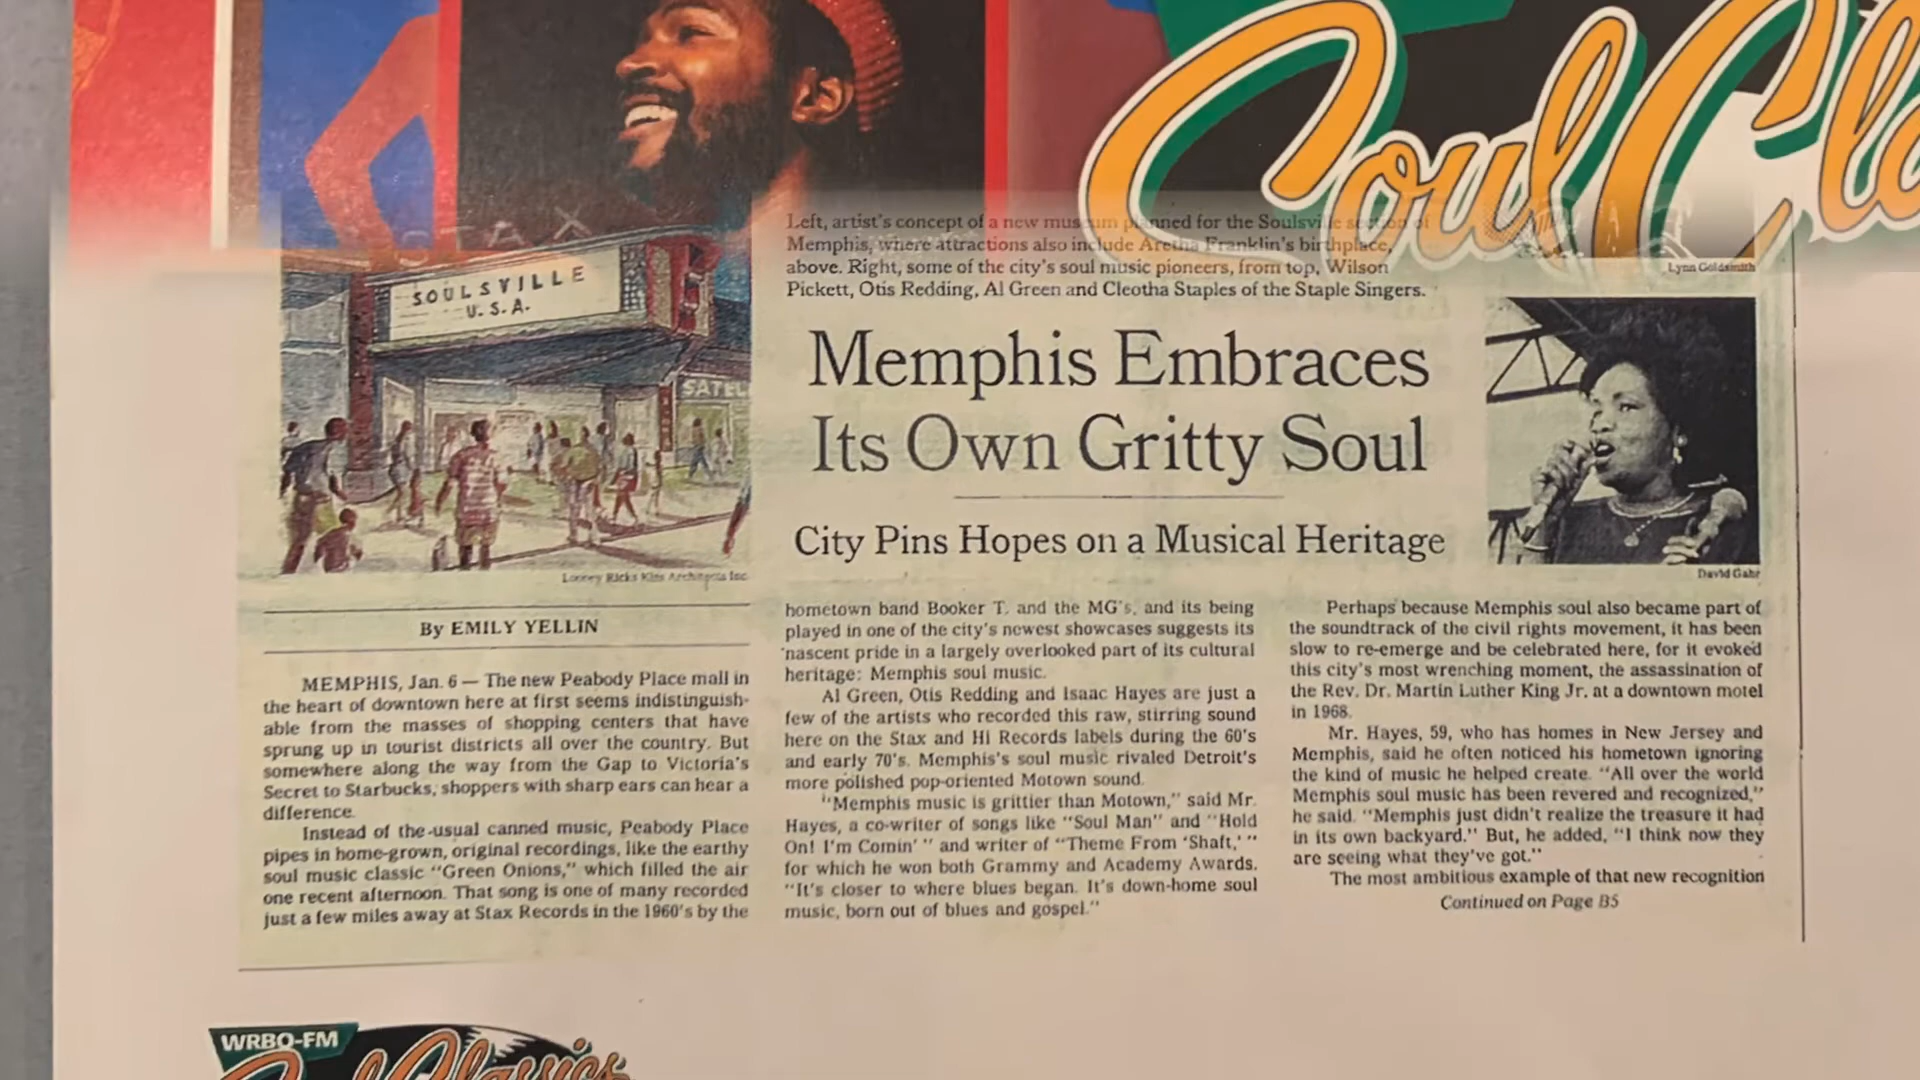 Soul Cla
Left, artist's concept of a new museum planned for the Soulsville section of
Memphis, where attractions also include Aretha Franklin's birthplace,
above. Right, some of the city's soul music pioneers, from top, Wilson
Pickett, Otis Redding, Al Green and Cleotha Staples of the Staple Singers.
Lynn Goldsmith
STAX
SOULSVILLE
U.S.A.
SATEL
Looney Ricks Kiss Architects Inc.
Memphis Embraces
Its Own Gritty Soul
City Pins Hopes on a Musical Heritage
David Gahr
By EMILY YELLIN
MEMPHIS, Jan. 6 — The new Peabody Place mall in
the heart of downtown here at first seems indistinguish-
able from the masses of shopping centers that have
sprung up in tourist districts all over the country. But
somewhere along the way from the Gap to Victoria's
Secret to Starbucks, shoppers with sharp ears can hear a
difference.
Instead of the usual canned music, Peabody Place
pipes in home-grown, original recordings, like the earthy
soul music classic "Green Onions," which filled the air
one recent afternoon. That song is one of many recorded
just a few miles away at Stax Records in the 1960's by the
hometown band Booker T. and the MG's, and its being
played in one of the city's newest showcases suggests its
nascent pride in a largely overlooked part of its cultural
heritage: Memphis soul music.
Al Green, Otis Redding and Isaac Hayes are just a
few of the artists who recorded this raw, stirring sound
here on the Stax and Hi Records labels during the 60's
and early 70's. Memphis's soul music rivaled Detroit's
more polished pop-oriented Motown sound.
"Memphis music is grittier than Motown," said Mr.
Hayes, a co-writer of songs like "Soul Man" and "Hold
On! I'm Comin' " and writer of "Theme From 'Shaft,' "
for which he won both Grammy and Academy Awards.
"It's closer to where blues began. It's down-home soul
music, born out of blues and gospel."
Perhaps because Memphis soul also became part of
the soundtrack of the civil rights movement, it has been
slow to re-emerge and be celebrated here, for it evoked
this city's most wrenching moment, the assassination of
the Rev. Dr. Martin Luther King Jr. at a downtown motel
in 1968.
Mr. Hayes, 59, who has homes in New Jersey and
Memphis, said he often noticed his hometown ignoring
the kind of music he helped create. "All over the world
Memphis soul music has been revered and recognized,"
he said. "Memphis just didn't realize the treasure it had
in its own backyard." But, he added, "I think now they
are seeing what they've got."
The most ambitious example of that new recognition
Continued on Page B5
WRBO-FM
Soul Classics